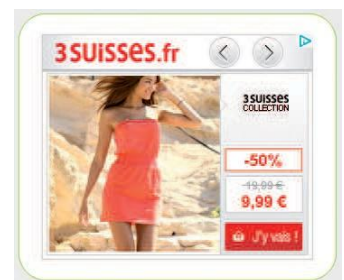 3SUISSES.fr
3SUISSES
COLLECTION
-50%
19,99 €
9,99 €
J'y vais !